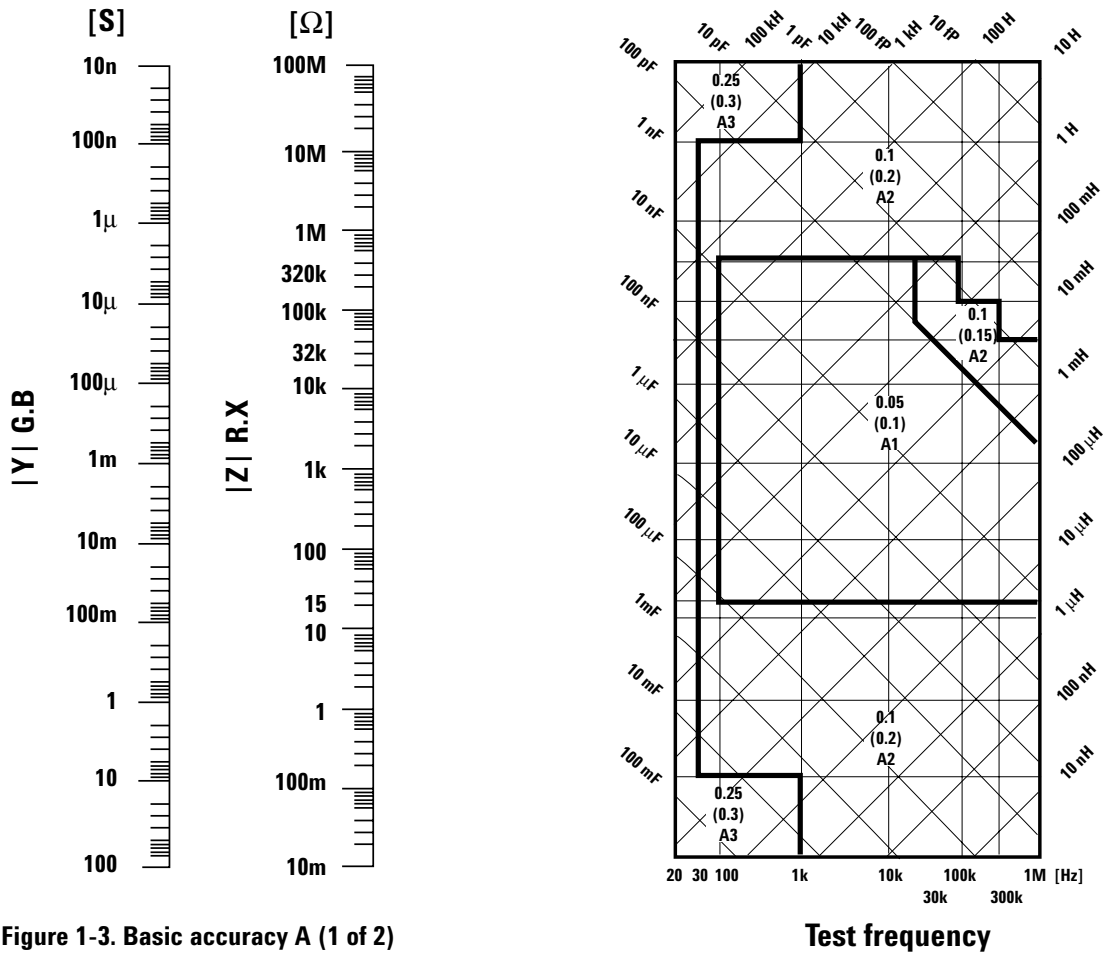 [S]
[Ω]
10n
100n
1μ
10μ
100μ
1m
10m
100m
1
10
100
|Y| G.B
100M
10M
1M
320k
100k
32k
10k
1k
100
15
10
1
100m
10m
|Z| R.X
100 pF
10 pF
100 kH
1 pF
10 kH
100 fP
1 kH
10 fP
100 H
10 H
1 nF
10 nF
100 nF
1 μF
10 μF
100 μF
1mF
10 mF
100 mF
1 H
100 mH
10 mH
1 mH
100 μH
10 μH
1 μH
100 nH
10 nH
0.25
(0.3)
A3
0.1
(0.2)
A2
0.1
(0.15)
A2
0.05
(0.1)
A1
0.1
(0.2)
A2
0.25
(0.3)
A3
20 30 100 1k 10k 100k 1M [Hz]
30k 300k
Test frequency
Figure 1-3. Basic accuracy A (1 of 2)